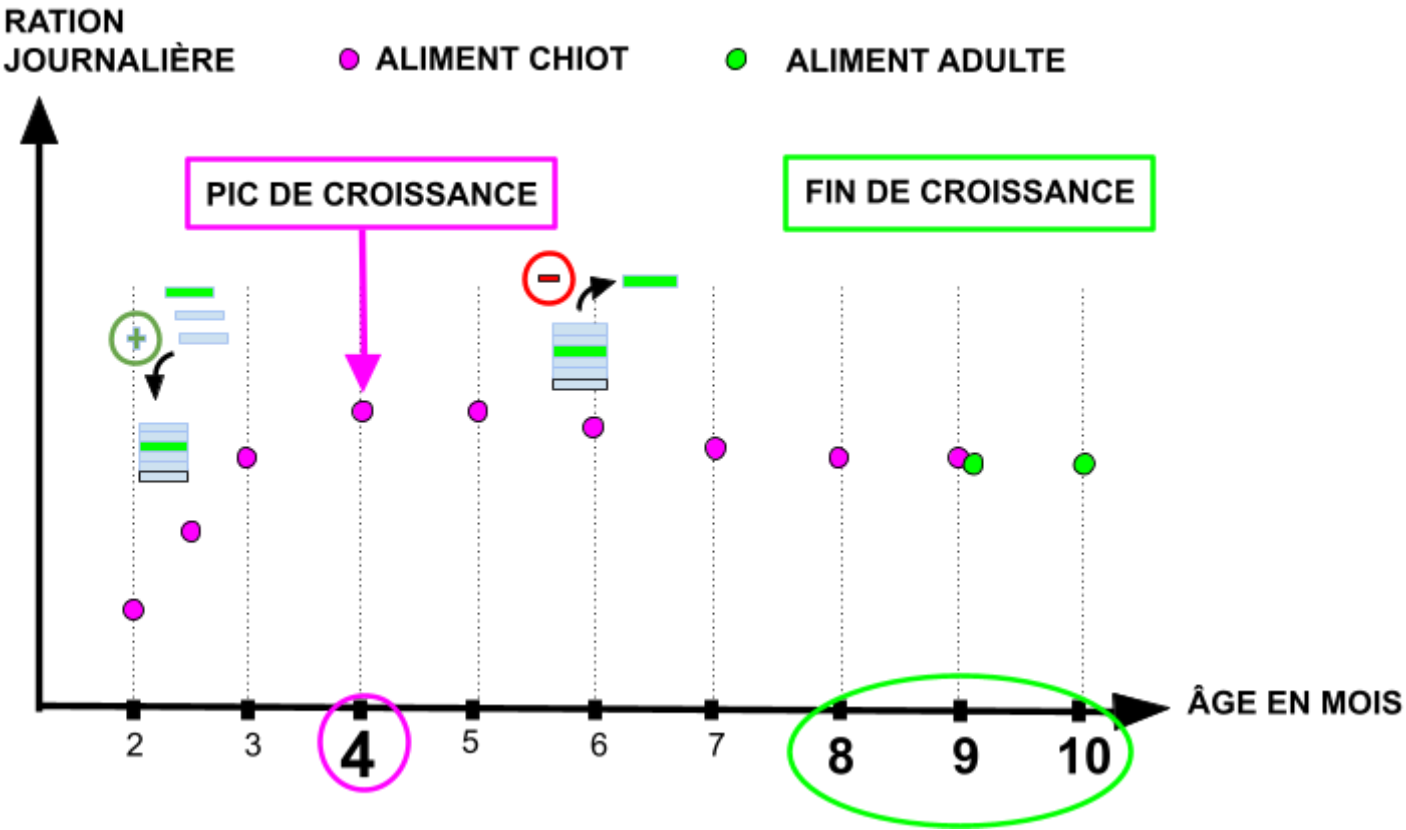 RATION
JOURNALIÈRE
ALIMENT CHIOT
ALIMENT ADULTE
PIC DE CROISSANCE
FIN DE CROISSANCE
ÂGE EN MOIS
2 3 4 5 6 7 8 9 10